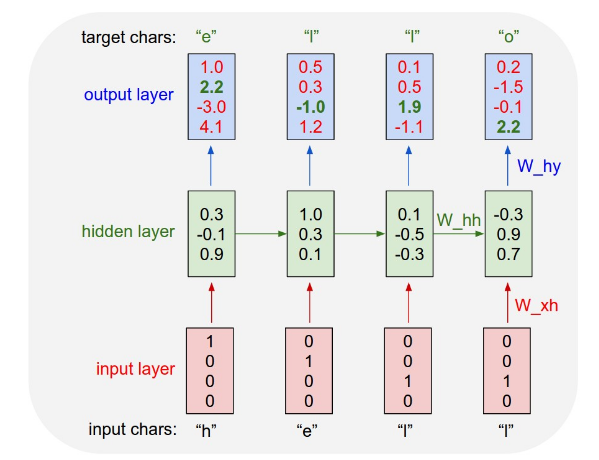 target chars: “e” “l” “l” “o”
output layer
1.0 0.5 0.1 0.2
2.2 0.3 0.5 -1.5
-3.0 -1.0 1.9 -0.1
4.1 1.2 -1.1 2.2
W_hy
hidden layer
0.3 1.0 0.1 -0.3
-0.1 0.3 -0.5 0.9
0.9 0.1 -0.3 0.7
W_hh
W_xh
input layer
1 0 0 0
0 1 0 0
0 0 1 1
0 0 0 0
input chars: “h” “e” “l” “l”